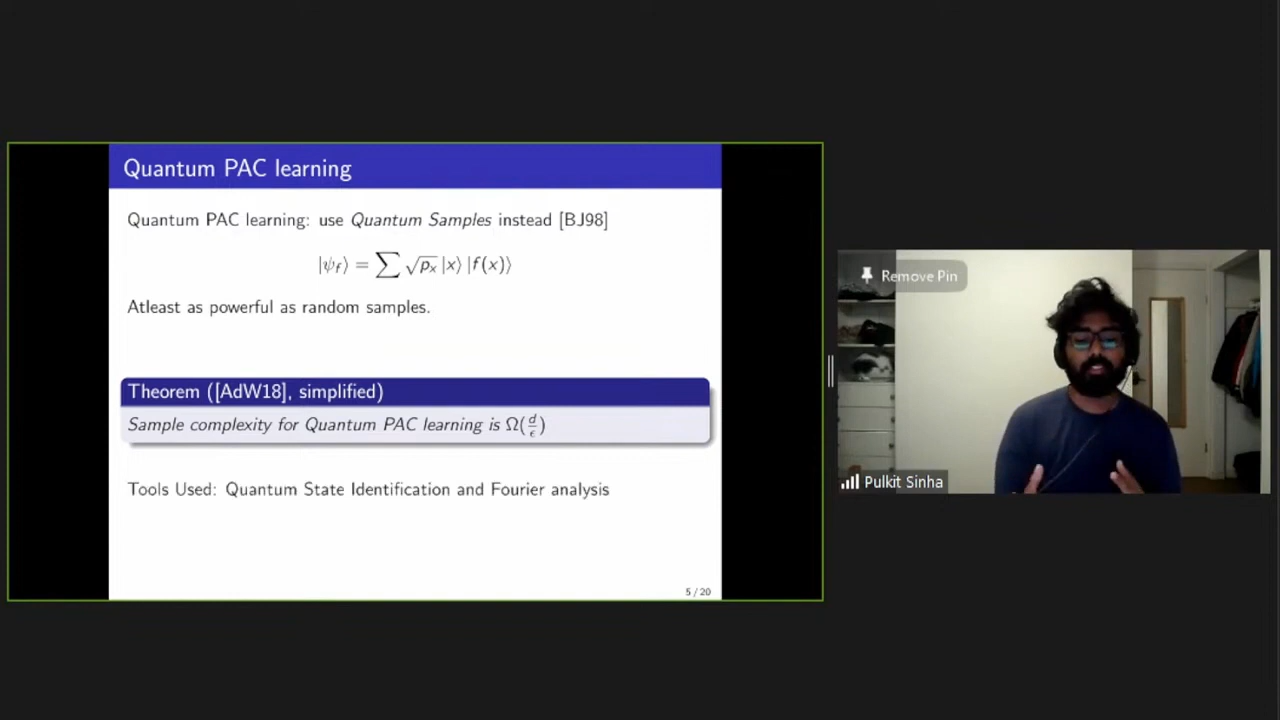 Quantum PAC learning
Quantum PAC learning: use Quantum Samples instead [BJ98]
|ψ_f⟩ = ∑ √p_x |x⟩ |f(x)⟩
Atleast as powerful as random samples.
Theorem ([AdW18], simplified)
Sample complexity for Quantum PAC learning is Ω(d/ϵ)
Tools Used: Quantum State Identification and Fourier analysis
5 / 20
Remove Pin
Pulkit Sinha